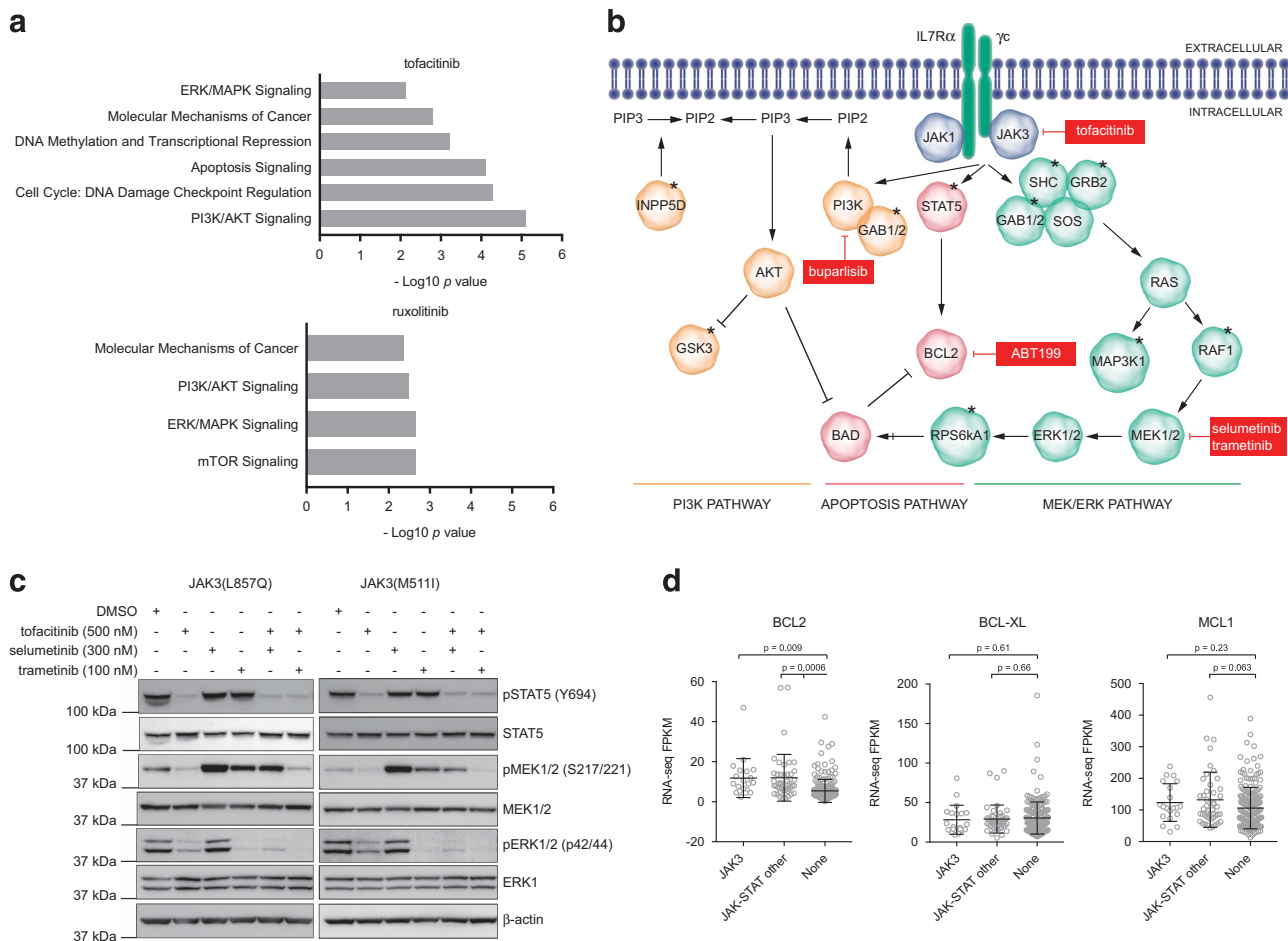 a
tofacitinib
ERK/MAPK Signaling
Molecular Mechanisms of Cancer
DNA Methylation and Transcriptional Repression
Apoptosis Signaling
Cell Cycle: DNA Damage Checkpoint Regulation
PI3K/AKT Signaling
0 1 2 3 4 5 6
- Log10 p value
ruxolitinib
Molecular Mechanisms of Cancer
PI3K/AKT Signaling
ERK/MAPK Signaling
mTOR Signaling
0 1 2 3 4 5 6
- Log10 p value
b
IL7Rα γc
EXTRACELLULAR
INTRACELLULAR
PIP3 PIP2 PIP3 PIP2
JAK1 JAK3 tofacitinib
INPP5D*
PI3K
GAB1/2*
STAT5*
SHC* GRB2*
GAB1/2* SOS
buparlisib
AKT
RAS
GSK3*
BCL2 ABT199
MAP3K1* RAF1*
BAD RPS6kA1* ERK1/2 MEK1/2
selumetinib
trametinib
PI3K PATHWAY APOPTOSIS PATHWAY MEK/ERK PATHWAY
c
JAK3(L857Q) JAK3(M511I)
DMSO + - - - - - + - - - - -
tofacitinib (500 nM) - + - - + + - + - - + +
selumetinib (300 nM) - - + - + - - - + - + -
trametinib (100 nM) - - - + - + - - - + - +
pSTAT5 (Y694)
100 kDa
STAT5
100 kDa
pMEK1/2 (S217/221)
37 kDa
MEK1/2
37 kDa
pERK1/2 (p42/44)
37 kDa
ERK1
37 kDa
β-actin
37 kDa
d
BCL2
p = 0.009
p = 0.0006
RNA-seq FPKM
60
40
20
0
-20
JAK3
JAK-STAT other
None
BCL-XL
p = 0.61
p = 0.66
RNA-seq FPKM
200
150
100
50
0
JAK3
JAK-STAT other
None
MCL1
p = 0.23
p = 0.063
RNA-seq FPKM
500
400
300
200
100
0
JAK3
JAK-STAT other
None